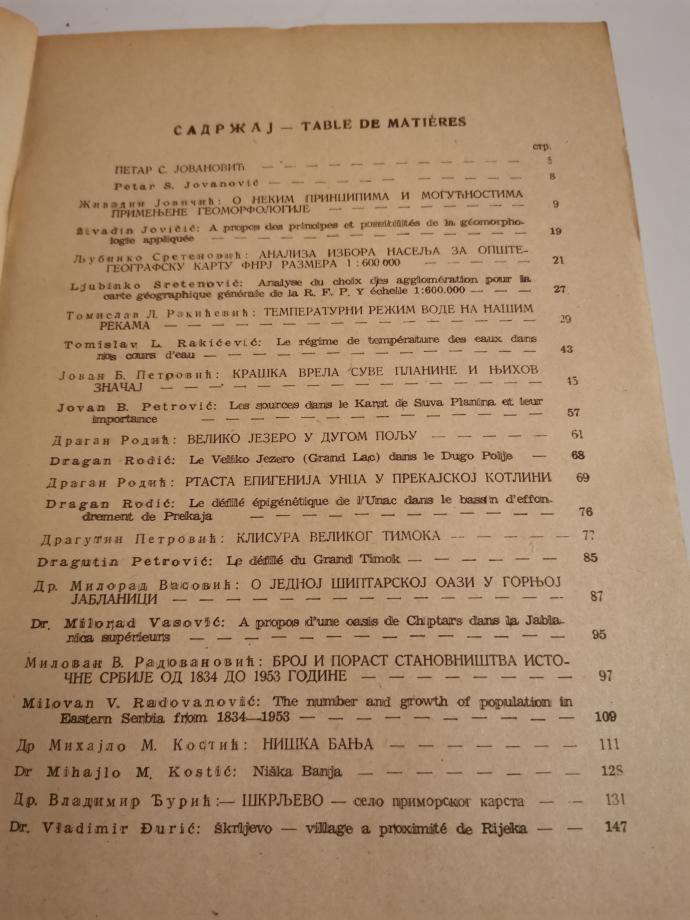 САДРЖАЈ — TABLE DE MATIÈRES
стр.
ПЕТАР С. ЈОВАНОВИЋ — — — — — — — — — 5
Petar S. Jovanović — — — — — — — — — 8
Живадин Јовичић: О НЕКИМ ПРИНЦИПИМА И МОГУЋНОСТИМА
ПРИМЕЊЕНЕ ГЕОМОРФОЛОГИЈЕ — — — — — — 9
Živadin Jovičić: A propos des principes et possibilités de la géomorpho-
logie appliquée — — — — — — — — — — 19
Љубинко Сретеновић: АНАЛИЗА ИЗБОРА НАСЕЉА ЗА ОПШТЕ-
ГЕОГРАФСКУ КАРТУ ФНРЈ РАЗМЕРА 1:600 000 — — — — 21
Ljubinko Sretenović: Analyse du choix des agglomération pour la
carte géographique générale de la R. F. P. Y échelle 1:600.000 — — — 27
Томислав Л. Ракићевић: ТЕМПЕРАТУРНИ РЕЖИМ ВОДЕ НА НАШИМ
РЕКАМА — — — — — — — — — — — 29
Tomislav L. Rakićević: Le régime de température des eaux dans
nos cours d'eau — — — — — — — — — — 43
Јован Б. Петровић: КРАШКА ВРЕЛА СУВЕ ПЛАНИНЕ И ЊИХОВ
ЗНАЧАЈ — — — — — — — — — — — 45
Jovan B. Petrović: Les sources dans le Karst de Suva Planina et leur
importance — — — — — — — — — — — 57
Драган Родић: ВЕЛИКО ЈЕЗЕРО У ДУГОМ ПОЉУ — — — — 61
Dragan Rodić: Le Veliko Jezero (Grand Lac) dans le Dugo Polje — 68
Драган Родић: РТАСТА ЕПИГЕНИЈА УНЦА У ПРЕКАЈСКОЈ КОТЛИНИ 69
Dragan Rodić: Le défilé épigénétique de l'Unac dans le bassin d'effon-
drement de Prekaja — — — — — — — — — 76
Драгутин Петровић: КЛИСУРА ВЕЛИКОГ ТИМОКА — — — — 77
Dragutin Petrović: Le défilé du Grand Timok — — — — — — 85
Др. Милорад Васовић: О ЈЕДНОЈ ШИПТАРСКОЈ ОАЗИ У ГОРЊОЈ
ЈАБЛАНИЦИ — — — — — — — — — — — 87
Dr. Milorad Vasović: A propos d'une oasis de Chiptars dans la Jabla-
nica supérieurs — — — — — — — — — — 95
Милован В. Радовановић: БРОЈ И ПОРАСТ СТАНОВНИШТВА ИСТО-
ЧНЕ СРБИЈЕ ОД 1834 ДО 1953 ГОДИНЕ — — — — — — 97
Milovan V. Radovanović: The number and growth of population in
Eastern Serbia from 1834—1953 — — — — — — — — 109
Др Михајло М. Костић: НИШКА БАЊА — — — — — — 111
Dr Mihajlo M. Kostić: Niška Banja — — — — — — — — 128
Др. Владимир Ђурић: — ШКРЉЕВО — село приморског карста — — 131
Dr. Vladimir Đurić: škrljevo — village a proximité de Rijeka — — 147